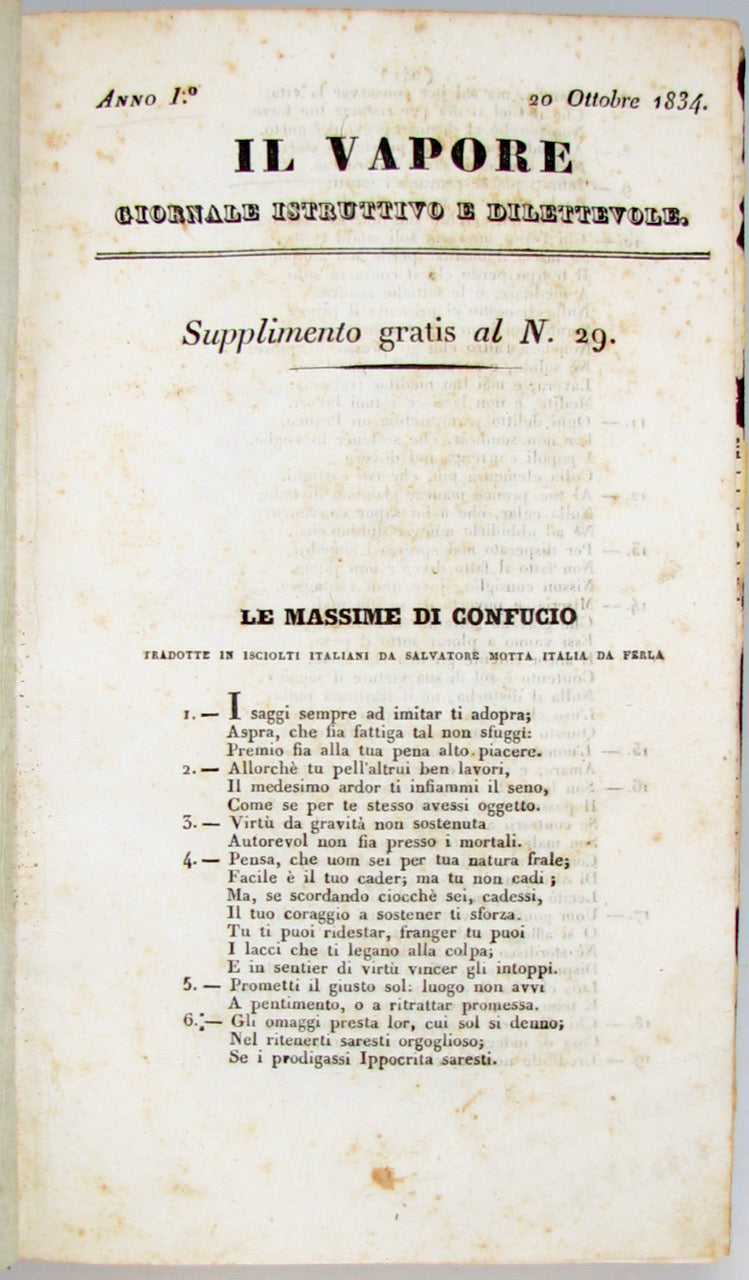 ANNO I.º 20 Ottobre 1834.
IL VAPORE
GIORNALE ISTRUTTIVO E DILETTEVOLE,
Supplimento gratis al N. 29.
LE MASSIME DI CONFUCIO
TRADOTTE IN ISCIOLTI ITALIANI DA SALVATORE MOTTA ITALIA DA FERLA
1. — I saggi sempre ad imitar ti adopra;
Aspra, che fia fattiga tal non sfuggi:
Premio fia alla tua pena alto piacere.
2. — Allorchè tu pell'altrui ben lavori,
Il medesimo ardor ti infiammi il seno,
Come se per te stesso avessi oggetto.
3. — Virtù da gravità non sostenuta
Autorevol non fia presso i mortali.
4. — Pensa, che uom sei per tua natura frale;
Facile è il tuo cader; ma tu non cadi ;
Ma, se scordando ciocchè sei, cadessi,
Il tuo coraggio a sostener ti sforza.
Tu ti puoi ridestar, franger tu puoi
I lacci che ti legano alla colpa;
E in sentier di virtù vincer gli intoppi.
5. — Prometti il giusto sol: luogo non avvi
A pentimento, o a ritrattar promessa.
6. — Gli omaggi presta lor, cui sol si denno;
Nel ritenerti saresti orgoglioso;
Se i prodigassi Ippocrita saresti.